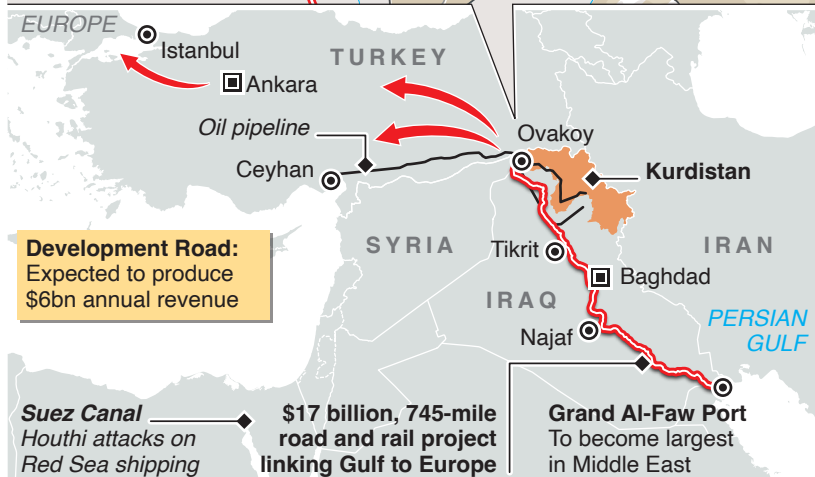 EUROPE
Istanbul
TURKEY
Ankara
Oil pipeline
Ovakoy
Ceyhan
Kurdistan
Development Road:
Expected to produce
$6bn annual revenue
SYRIA
Tikrit
IRAN
Baghdad
IRAQ
PERSIAN
GULF
Najaf
Suez Canal
Houthi attacks on
Red Sea shipping
$17 billion, 745-mile
road and rail project
linking Gulf to Europe
Grand Al-Faw Port
To become largest
in Middle East